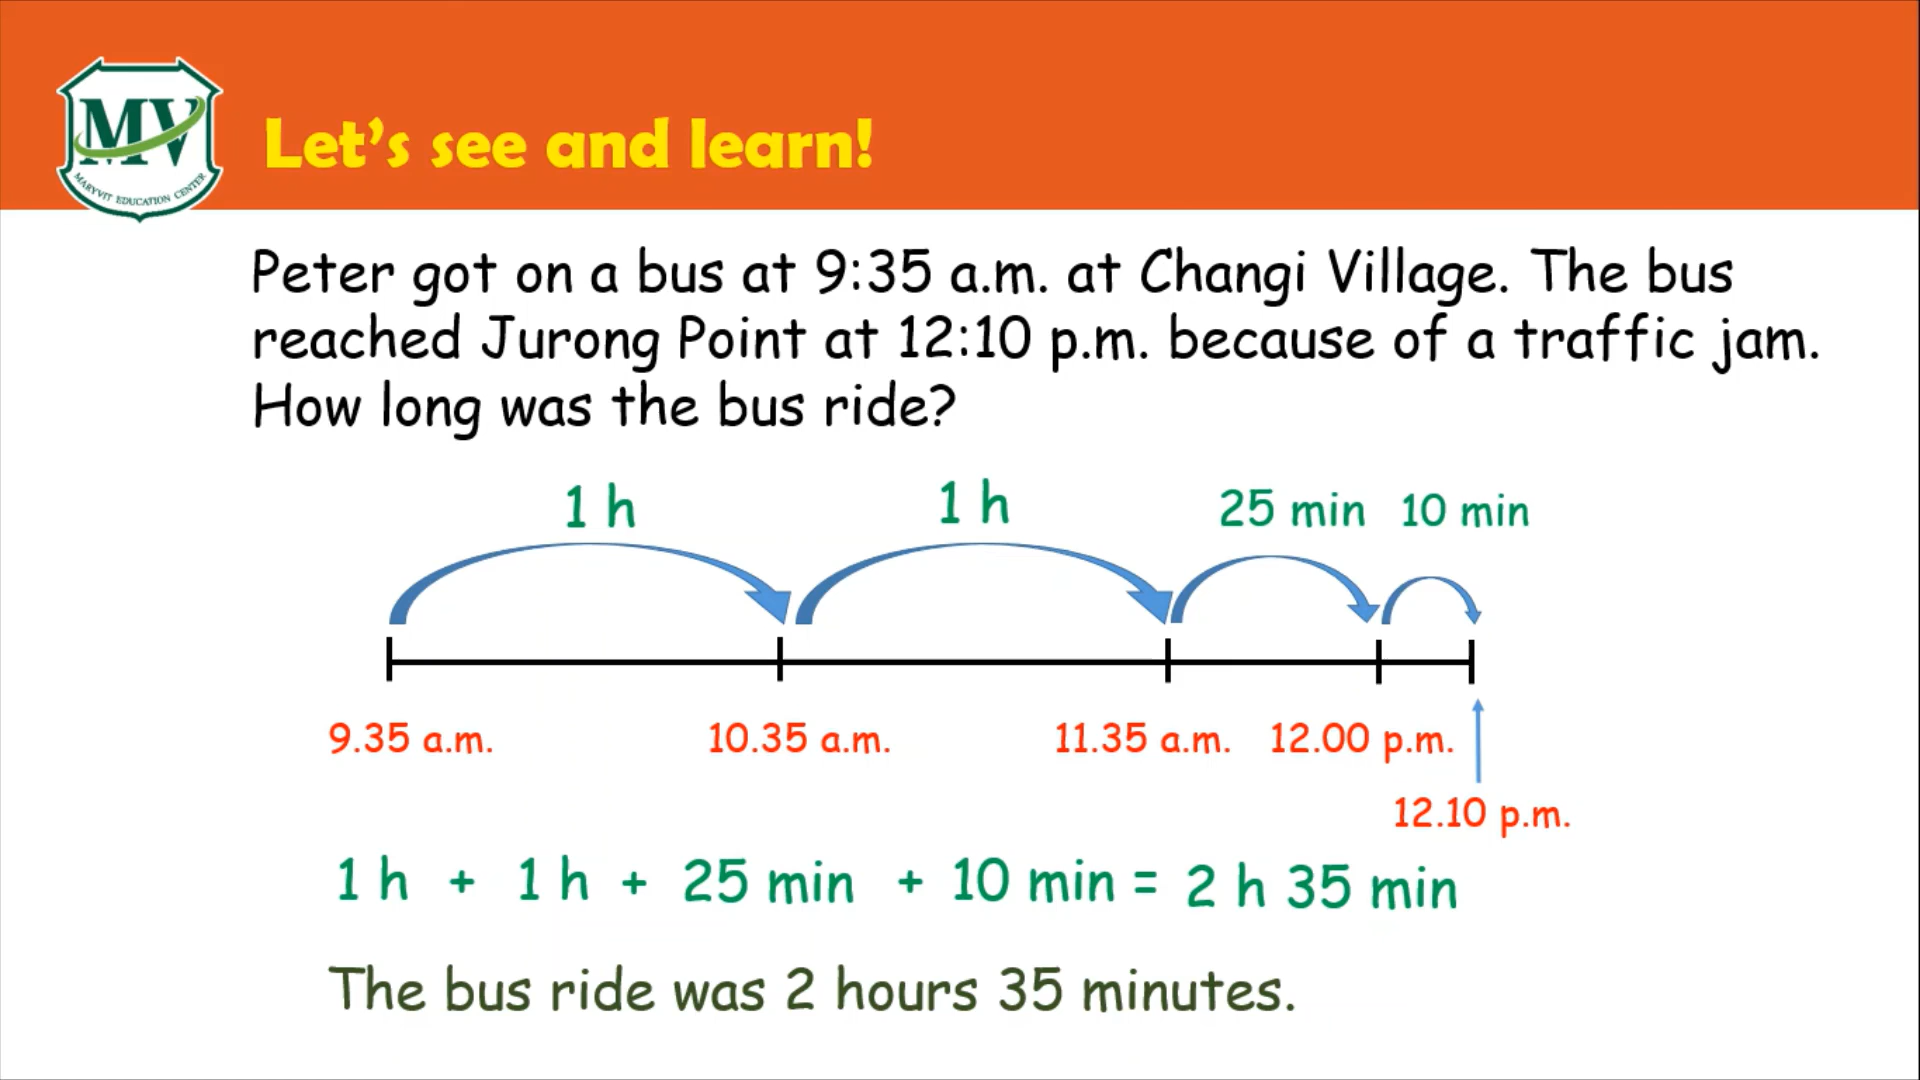 MV
MARYVIT EDUCATION CENTER
Let's see and learn!
Peter got on a bus at 9:35 a.m. at Changi Village. The bus
reached Jurong Point at 12:10 p.m. because of a traffic jam.
How long was the bus ride?
1 h 1 h 25 min 10 min
9.35 a.m. 10.35 a.m. 11.35 a.m. 12.00 p.m.
12.10 p.m.
1 h + 1 h + 25 min + 10 min = 2 h 35 min
The bus ride was 2 hours 35 minutes.